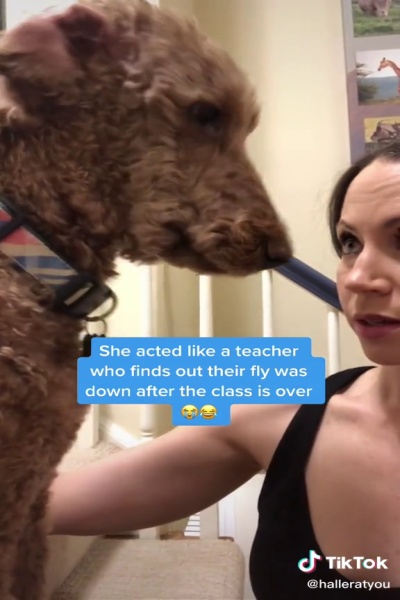 She acted like a teacher
who finds out their fly was
down after the class is over
😭😂
TikTok
@halleratyou